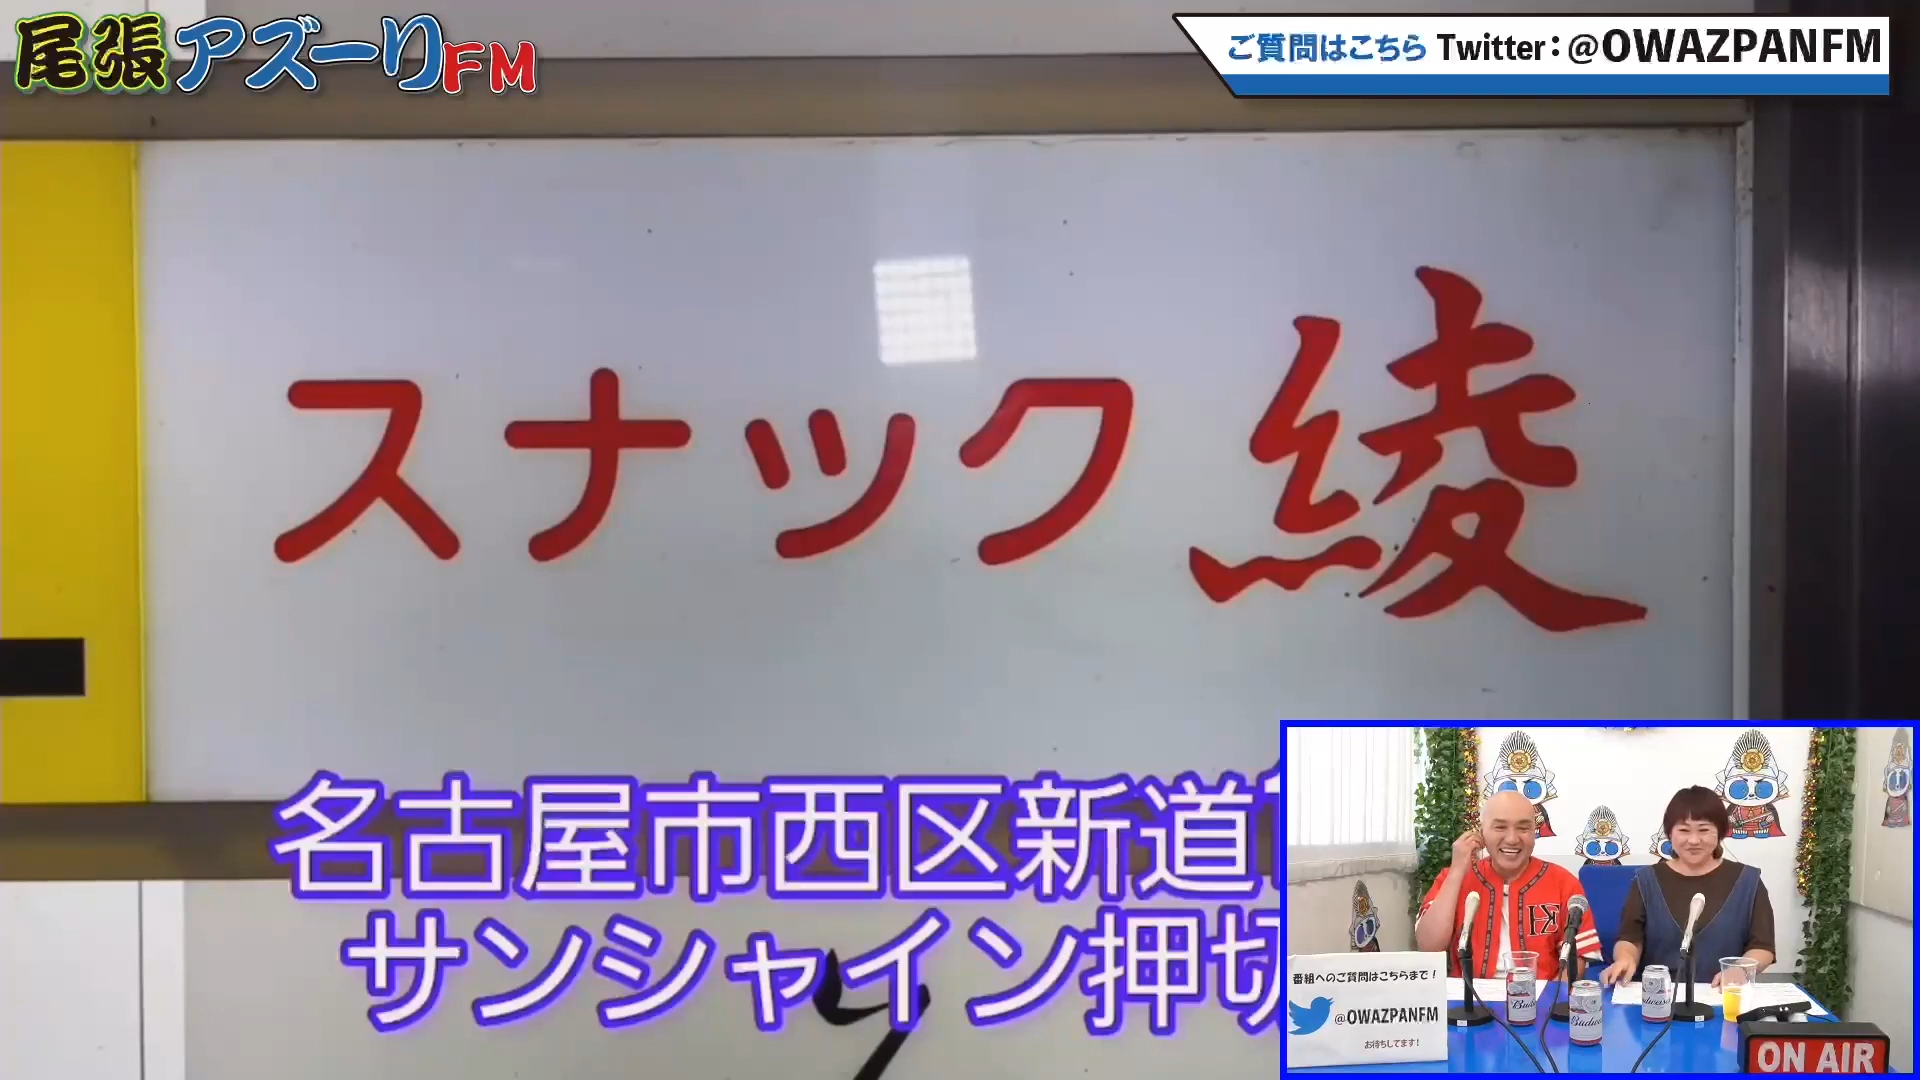 尾張アズーリFM
ご質問はこちら Twitter：@OWAZPANFM
スナック 綾
名古屋市西区新道
サンシャイン押切
番組へのご質問はこちらまで！
@OWAZPANFM
お待ちしてます！
Budweiser
ON AIR